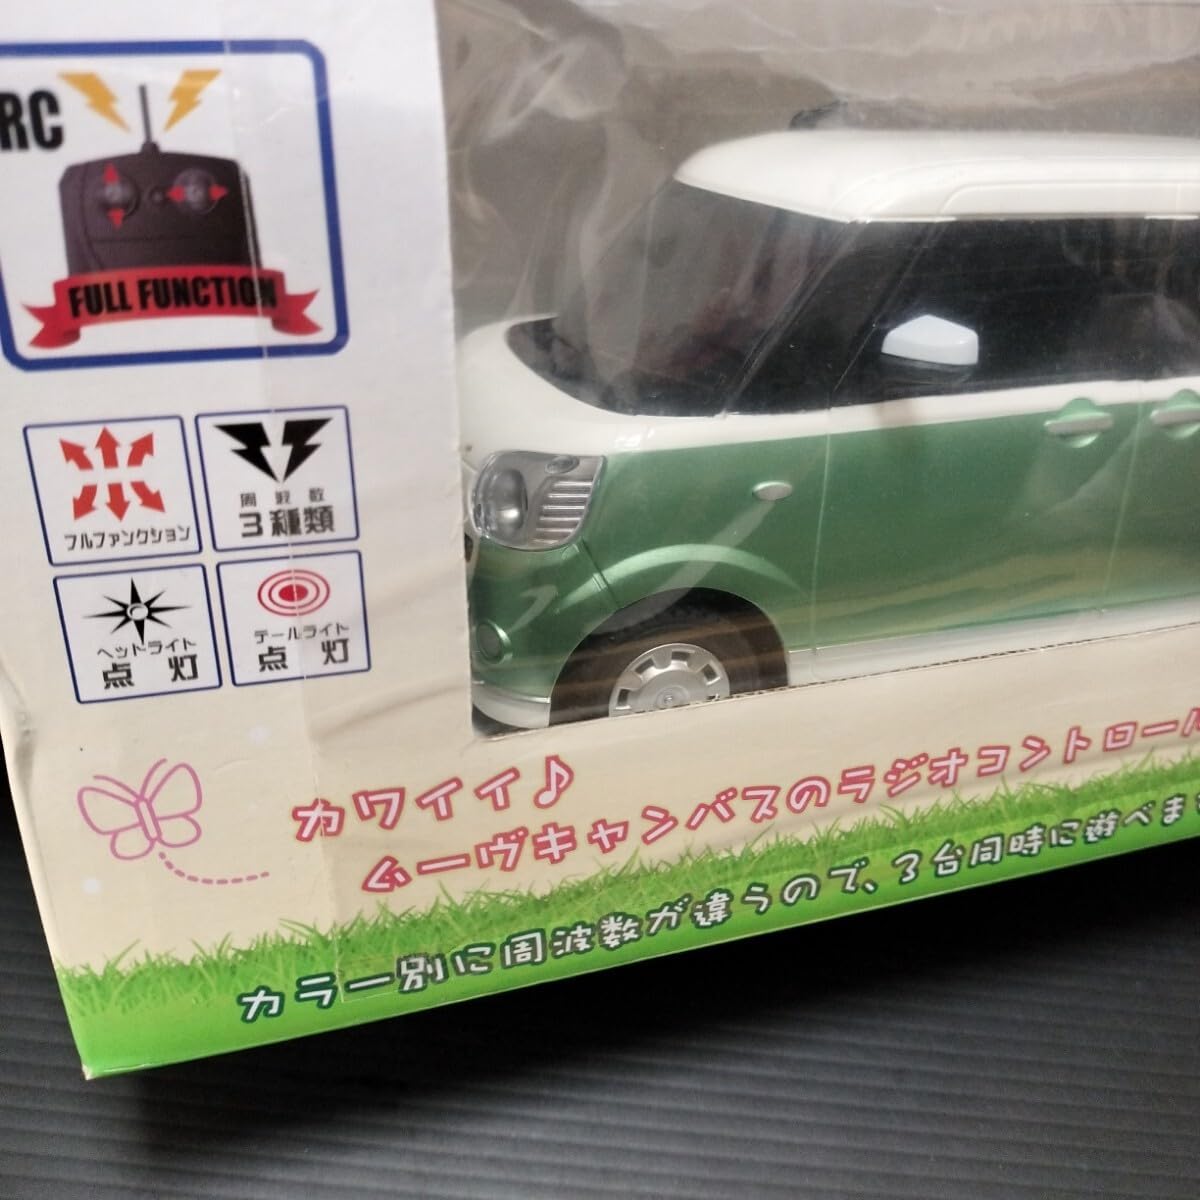 RC
FULL FUNCTION
フルファンクション
周波数
3種類
ヘッドライト
点灯
テールライト
点灯
カワイイ♪
ムーヴキャンバスのラジオコントロール
カラー別に周波数が違うので、3台同時に遊べま